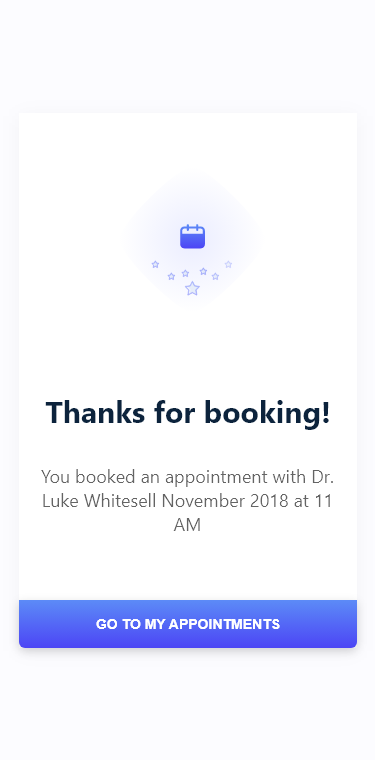 Thanks for booking!
You booked an appointment with Dr.
Luke Whitesell November 2018 at 11
AM
GO TO MY APPOINTMENTS